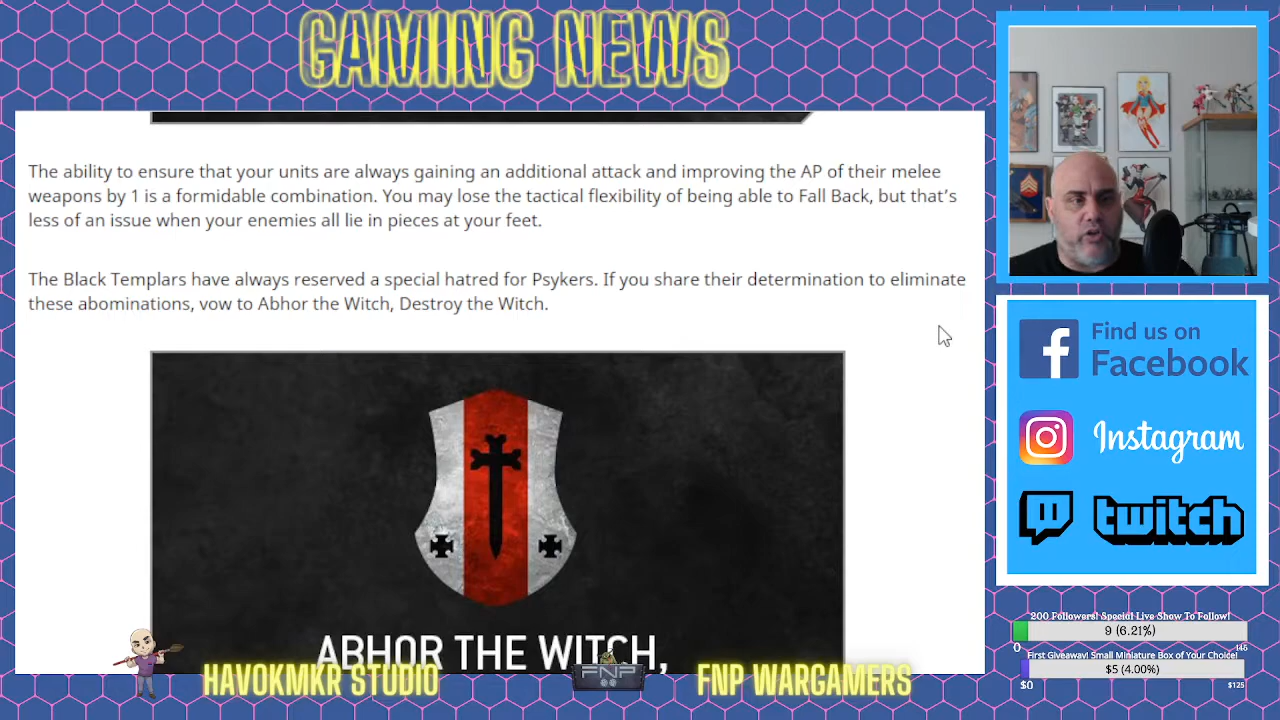 GAMING NEWS
The ability to ensure that your units are always gaining an additional attack and improving the AP of their melee
weapons by 1 is a formidable combination. You may lose the tactical flexibility of being able to Fall Back, but that's
less of an issue when your enemies all lie in pieces at your feet.
The Black Templars have always reserved a special hatred for Psykers. If you share their determination to eliminate
these abominations, vow to Abhor the Witch, Destroy the Witch.
ABHOR THE WITCH,
HAVOKMKR STUDIO
FNP
FNP WARGAMERS
Find us on
Facebook
Instagram
twitch
200 Followers! Special Live Show To Follow!
9 (6.21%)
0 145
First Giveaway! Small Miniature Box of Your Choice!
$5 (4.00%)
$0 $125